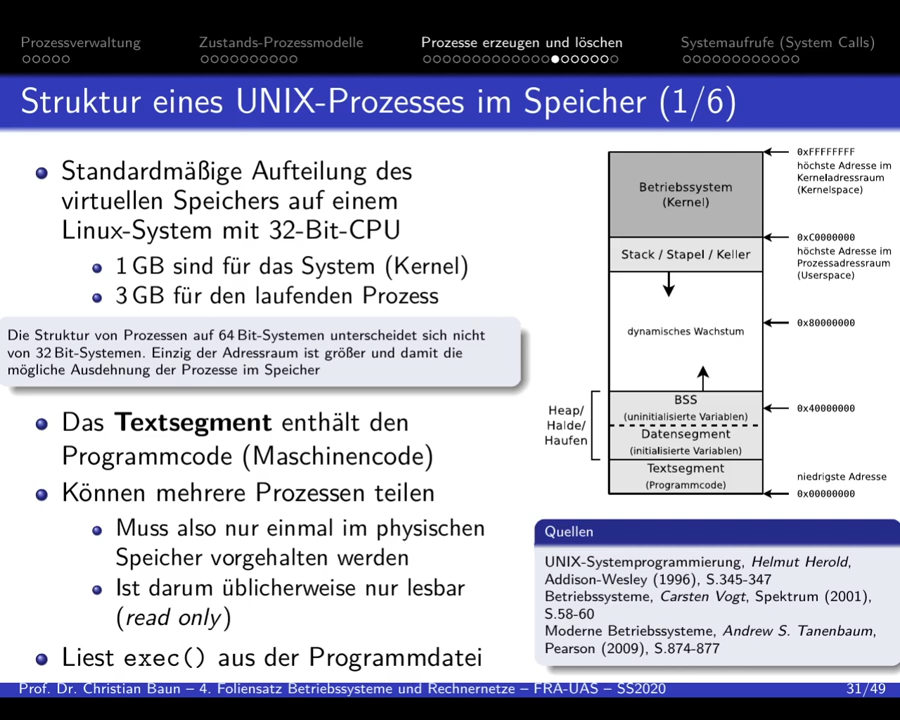 Prozessverwaltung
Zustands-Prozessmodelle
Prozesse erzeugen und löschen
Systemaufrufe (System Calls)
Struktur eines UNIX-Prozesses im Speicher (1/6)
Standardmäßige Aufteilung des
virtuellen Speichers auf einem
Linux-System mit 32-Bit-CPU
1 GB sind für das System (Kernel)
3 GB für den laufenden Prozess
Die Struktur von Prozessen auf 64 Bit-Systemen unterscheidet sich nicht
von 32 Bit-Systemen. Einzig der Adressraum ist größer und damit die
mögliche Ausdehnung der Prozesse im Speicher
Das Textsegment enthält den
Programmcode (Maschinencode)
Können mehrere Prozessen teilen
Muss also nur einmal im physischen
Speicher vorgehalten werden
Ist darum üblicherweise nur lesbar
(read only)
Liest exec() aus der Programmdatei
Betriebssystem
(Kernel)
Stack / Stapel / Keller
dynamisches Wachstum
BSS
(uninitialisierte Variablen)
Datensegment
(initialisierte Variablen)
Textsegment
(Programmcode)
Heap/
Halde/
Haufen
0xFFFFFFFF
höchste Adresse im
Kerneladressraum
(Kernelspace)
0xC0000000
höchste Adresse im
Prozessadressraum
(Userspace)
0x80000000
0x40000000
niedrigste Adresse
0x00000000
Quellen
UNIX-Systemprogrammierung, Helmut Herold,
Addison-Wesley (1996), S.345-347
Betriebssysteme, Carsten Vogt, Spektrum (2001),
S.58-60
Moderne Betriebssysteme, Andrew S. Tanenbaum,
Pearson (2009), S.874-877
Prof. Dr. Christian Baun – 4. Foliensatz Betriebssysteme und Rechnernetze – FRA-UAS – SS2020
31/49